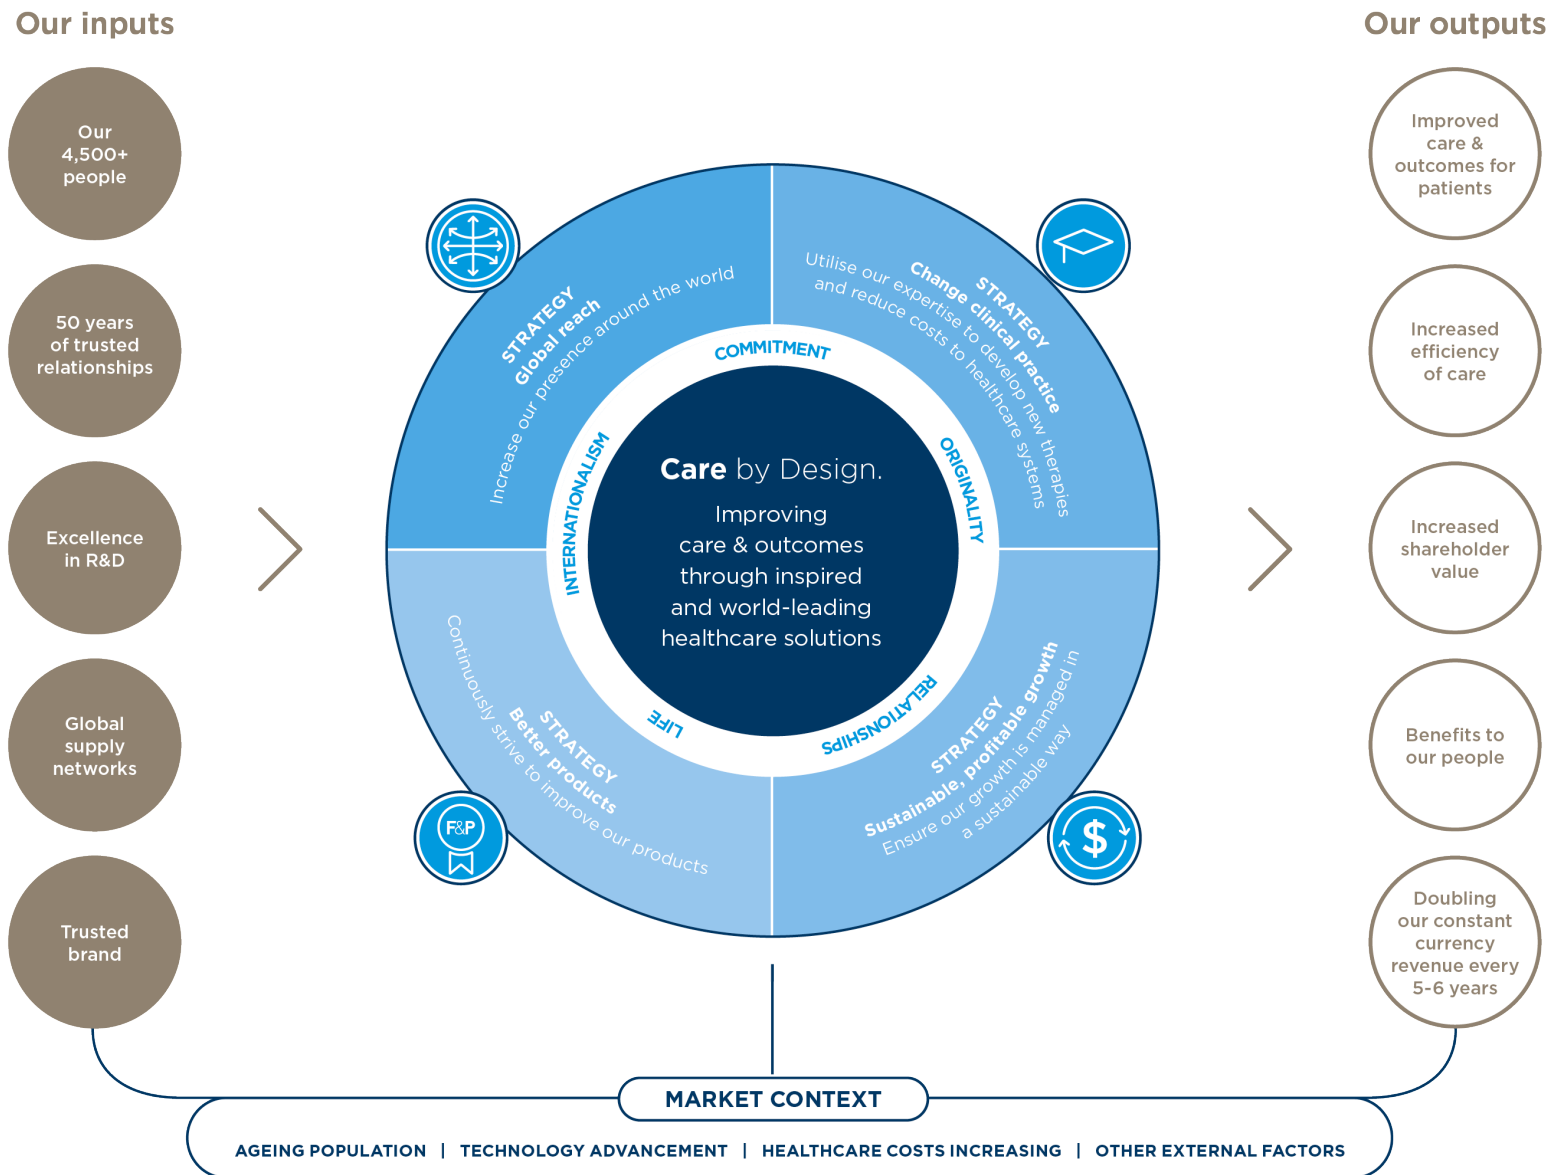 Our inputs
Our
4,500+
people
50 years
of trusted
relationships
Excellence
in R&D
Global
supply
networks
Trusted
brand
STRATEGY
Global reach
Increase our presence around the world
STRATEGY
Change clinical practice
Utilise our expertise to develop new therapies
and reduce costs to healthcare systems
COMMITMENT
ORIGINALITY
RELATIONSHIPS
LIFE
INTERNATIONALISM
Care by Design.
Improving
care & outcomes
through inspired
and world-leading
healthcare solutions
STRATEGY
Better products
Continuously strive to improve our products
F&P
STRATEGY
Sustainable, profitable growth
Ensure our growth is managed in
a sustainable way
$
Our outputs
Improved
care &
outcomes for
patients
Increased
efficiency
of care
Increased
shareholder
value
Benefits to
our people
Doubling
our constant
currency
revenue every
5-6 years
MARKET CONTEXT
AGEING POPULATION | TECHNOLOGY ADVANCEMENT | HEALTHCARE COSTS INCREASING | OTHER EXTERNAL FACTORS